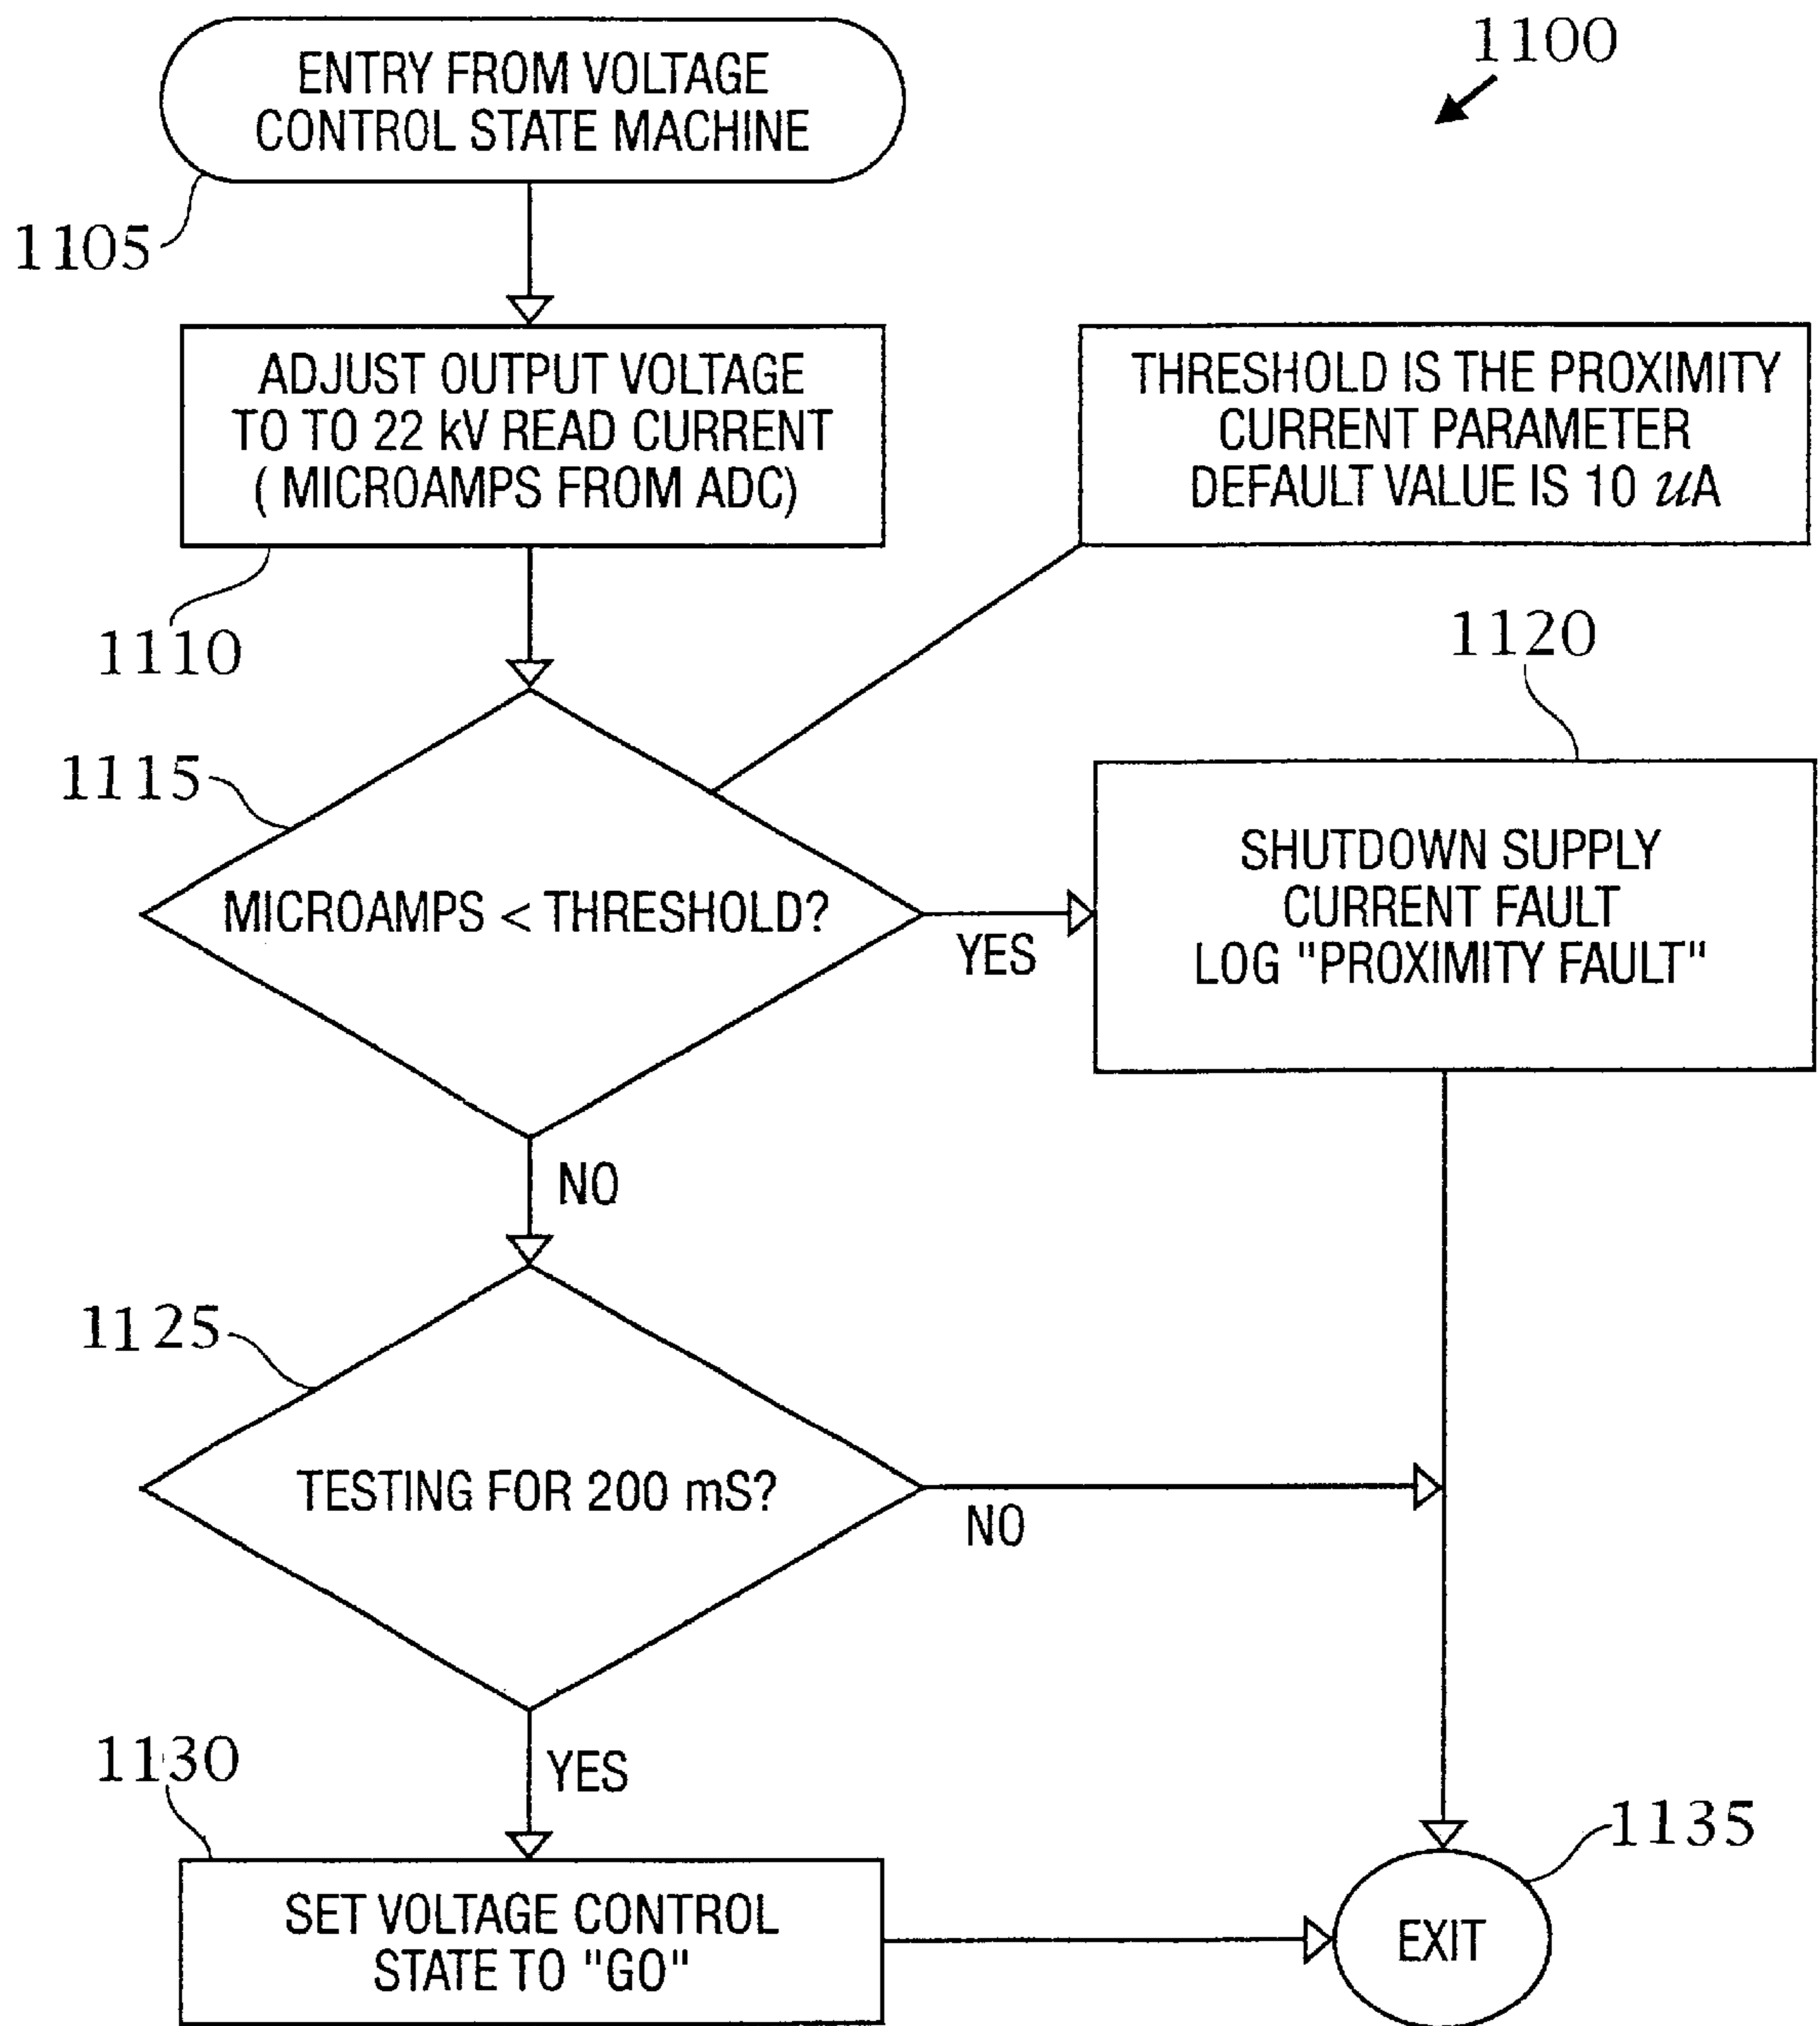 1100
ENTRY FROM VOLTAGE
CONTROL STATE MACHINE
1105
ADJUST OUTPUT VOLTAGE
TO TO 22 kV READ CURRENT
( MICROAMPS FROM ADC)
1110
THRESHOLD IS THE PROXIMITY
CURRENT PARAMETER
DEFAULT VALUE IS 10 uA
1115
MICROAMPS < THRESHOLD?
YES
1120
SHUTDOWN SUPPLY
CURRENT FAULT
LOG "PROXIMITY FAULT"
NO
1125
TESTING FOR 200 mS?
NO
YES
1130
SET VOLTAGE CONTROL
STATE TO "GO"
1135
EXIT